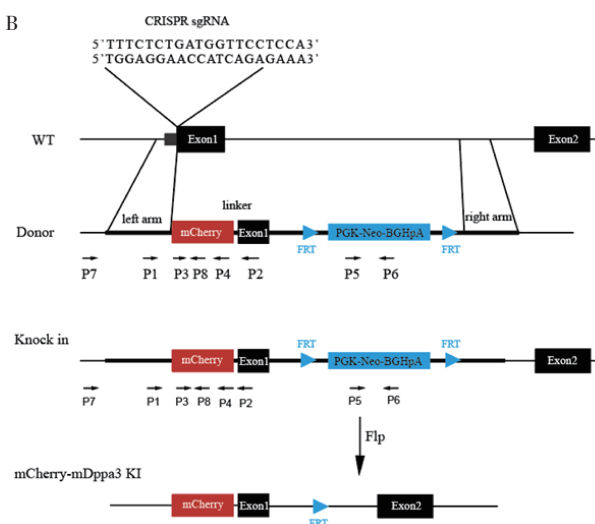 B
CRISPR sgRNA
5'TTTCTCTGATGGTTCCTCCA3'
5'TGGAGGAACCATCAGAGAAA3'
WT
Exon1
Exon2
left arm
linker
right arm
Donor
mCherry
Exon1
PGK-Neo-BGHpA
FRT
FRT
P7
P1
P3
P8
P4
P2
P5
P6
Knock in
FRT
FRT
mCherry
Exon1
PGK-Neo-BGHpA
Exon2
P7
P1
P3
P8
P4
P2
P5
P6
Flp
mCherry-mDppa3 KI
mCherry
Exon1
Exon2
FRT